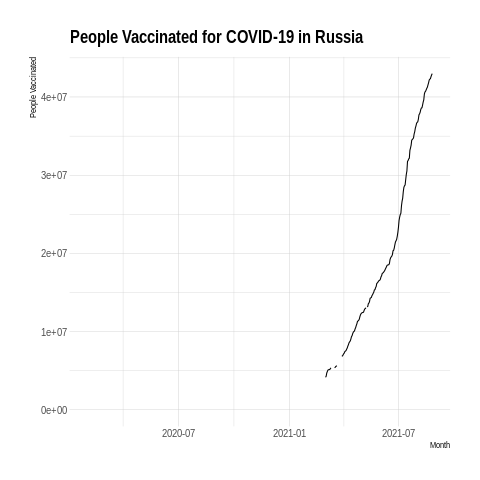 People Vaccinated for COVID-19 in Russia
People Vaccinated
4e+07
3e+07
2e+07
1e+07
0e+00
2020-07 2021-01 2021-07
Month